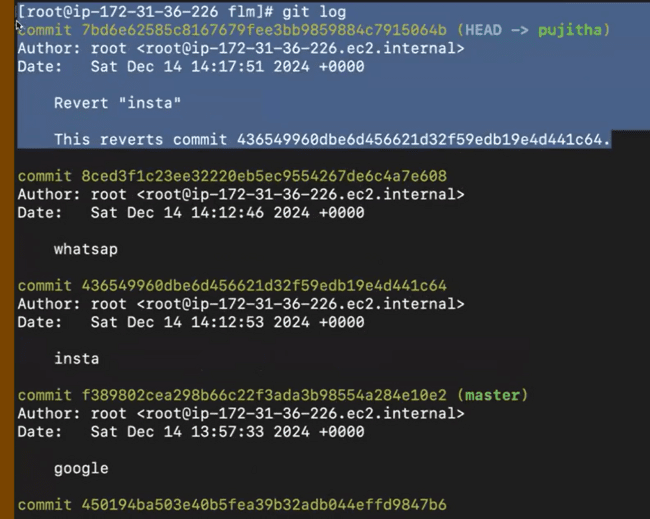 [root@ip-172-31-36-226 flm]# git log
commit 7bd6e62585c8167679fee3bb9859884c7915064b (HEAD -> pujitha)
Author: root <root@ip-172-31-36-226.ec2.internal>
Date:   Sat Dec 14 14:17:51 2024 +0000
Revert "insta"
This reverts commit 436549960dbe6d456621d32f59edb19e4d441c64.
commit 8ced3f1c23ee32220eb5ec9554267de6c4a7e608
Author: root <root@ip-172-31-36-226.ec2.internal>
Date:   Sat Dec 14 14:12:46 2024 +0000
whatsap
commit 436549960dbe6d456621d32f59edb19e4d441c64
Author: root <root@ip-172-31-36-226.ec2.internal>
Date:   Sat Dec 14 14:12:53 2024 +0000
insta
commit f389802cea298b66c22f3ada3b98554a284e10e2 (master)
Author: root <root@ip-172-31-36-226.ec2.internal>
Date:   Sat Dec 14 13:57:33 2024 +0000
google
commit 450194ba503e40b5fea39b32adb044effd9847b6